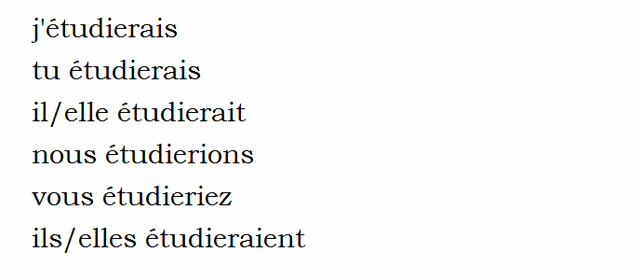 j'étudierais
tu étudierais
il/elle étudierait
nous étudierions
vous étudieriez
ils/elles étudieraient